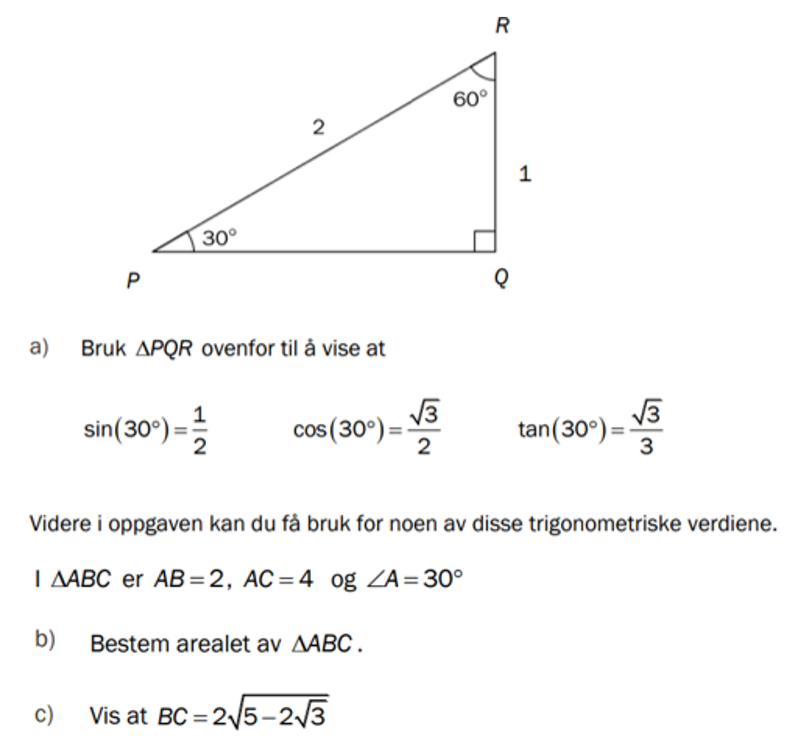 R
60°
2
1
30°
P
Q
a) Bruk ΔPQR ovenfor til å vise at
sin(30°)=1/2 cos(30°)=√3/2 tan(30°)=√3/3
Videre i oppgaven kan du få bruk for noen av disse trigonometriske verdiene.
I ΔABC er AB=2, AC=4 og ∠A=30°
b) Bestem arealet av ΔABC.
c) Vis at BC=2√(5−2√3)